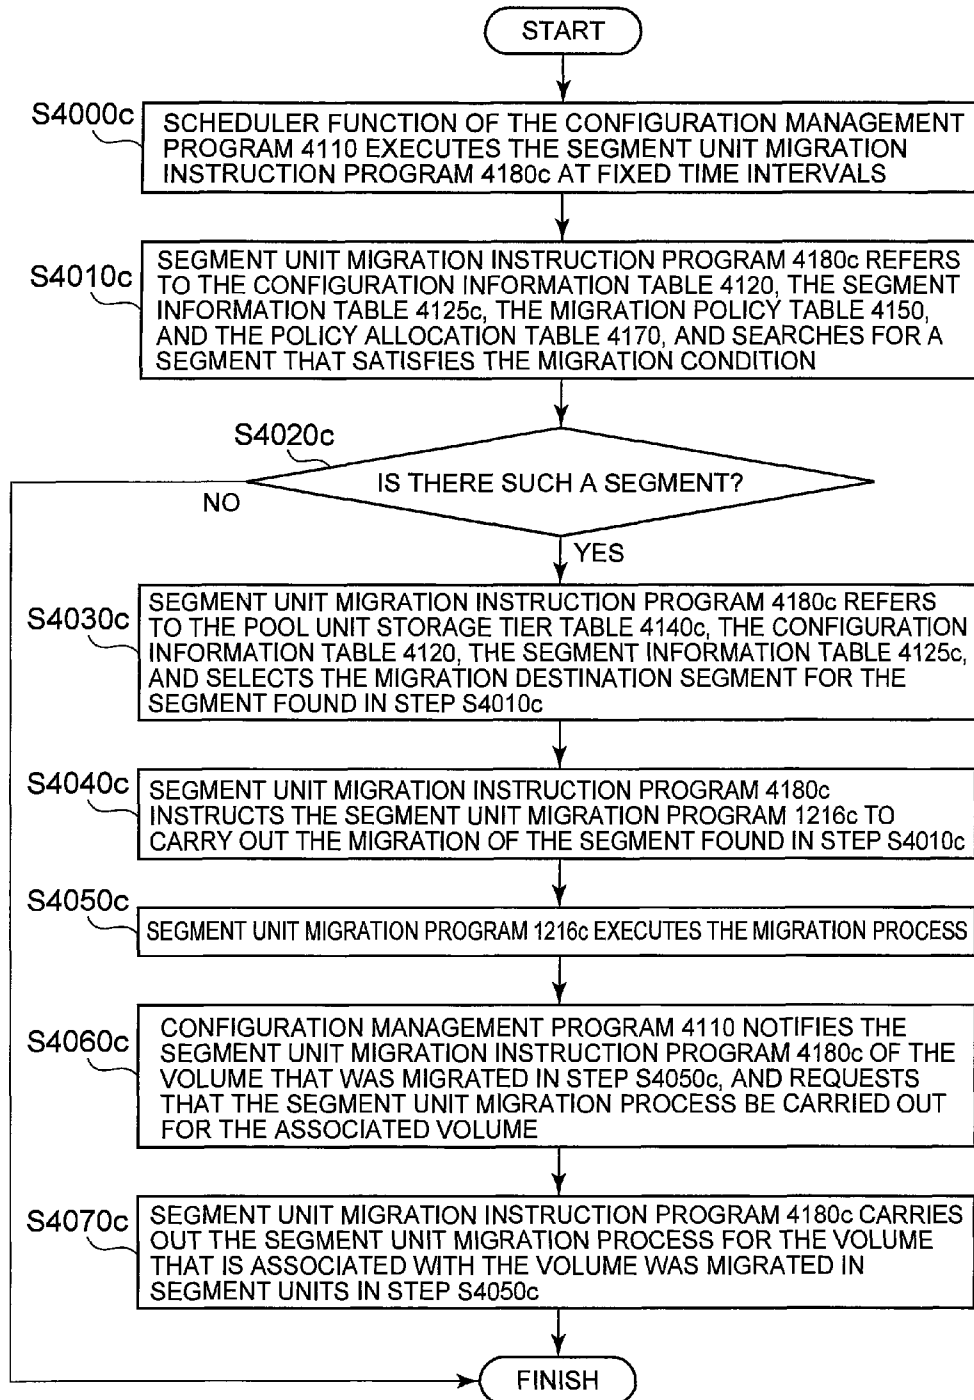 START
S4000c
SCHEDULER FUNCTION OF THE CONFIGURATION MANAGEMENT
PROGRAM 4110 EXECUTES THE SEGMENT UNIT MIGRATION
INSTRUCTION PROGRAM 4180c AT FIXED TIME INTERVALS
S4010c
SEGMENT UNIT MIGRATION INSTRUCTION PROGRAM 4180c REFERS
TO THE CONFIGURATION INFORMATION TABLE 4120, THE SEGMENT
INFORMATION TABLE 4125c, THE MIGRATION POLICY TABLE 4150,
AND THE POLICY ALLOCATION TABLE 4170, AND SEARCHES FOR A
SEGMENT THAT SATISFIES THE MIGRATION CONDITION
S4020c
IS THERE SUCH A SEGMENT?
NO
YES
S4030c
SEGMENT UNIT MIGRATION INSTRUCTION PROGRAM 4180c REFERS
TO THE POOL UNIT STORAGE TIER TABLE 4140c, THE CONFIGURATION
INFORMATION TABLE 4120, THE SEGMENT INFORMATION TABLE 4125c,
AND SELECTS THE MIGRATION DESTINATION SEGMENT FOR THE
SEGMENT FOUND IN STEP S4010c
S4040c
SEGMENT UNIT MIGRATION INSTRUCTION PROGRAM 4180c
INSTRUCTS THE SEGMENT UNIT MIGRATION PROGRAM 1216c TO
CARRY OUT THE MIGRATION OF THE SEGMENT FOUND IN STEP S4010c
S4050c
SEGMENT UNIT MIGRATION PROGRAM 1216c EXECUTES THE MIGRATION PROCESS
S4060c
CONFIGURATION MANAGEMENT PROGRAM 4110 NOTIFIES THE
SEGMENT UNIT MIGRATION INSTRUCTION PROGRAM 4180c OF THE
VOLUME THAT WAS MIGRATED IN STEP S4050c, AND REQUESTS
THAT THE SEGMENT UNIT MIGRATION PROCESS BE CARRIED OUT
FOR THE ASSOCIATED VOLUME
S4070c
SEGMENT UNIT MIGRATION INSTRUCTION PROGRAM 4180c CARRIES
OUT THE SEGMENT UNIT MIGRATION PROCESS FOR THE VOLUME
THAT IS ASSOCIATED WITH THE VOLUME WAS MIGRATED IN
SEGMENT UNITS IN STEP S4050c
FINISH